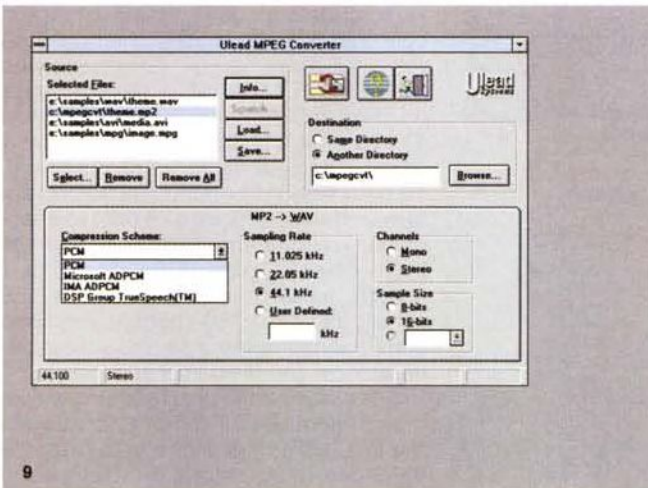 Ulead MPEG Converter
Source
Selected Files:
e:\samples\wav\theme.wav
c:\mpegcvt\theme.mp2
e:\samples\avi\media.avi
e:\samples\mpg\image.mpg
Info...
Load...
Save...
Select...
Remove
Remove All
Ulead Systems
Destination
Same Directory
Another Directory
c:\mpegcvt\
Browse...
MP2 -> WAV
Compression Scheme:
PCM
PCM
Microsoft ADPCM
IMA ADPCM
DSP Group TrueSpeech(TM)
Sampling Rate
11.025 kHz
22.05 kHz
44.1 kHz
User Defined:
kHz
Channels
Mono
Stereo
Sample Size
8-bits
16-bits
44.100 Stereo
9